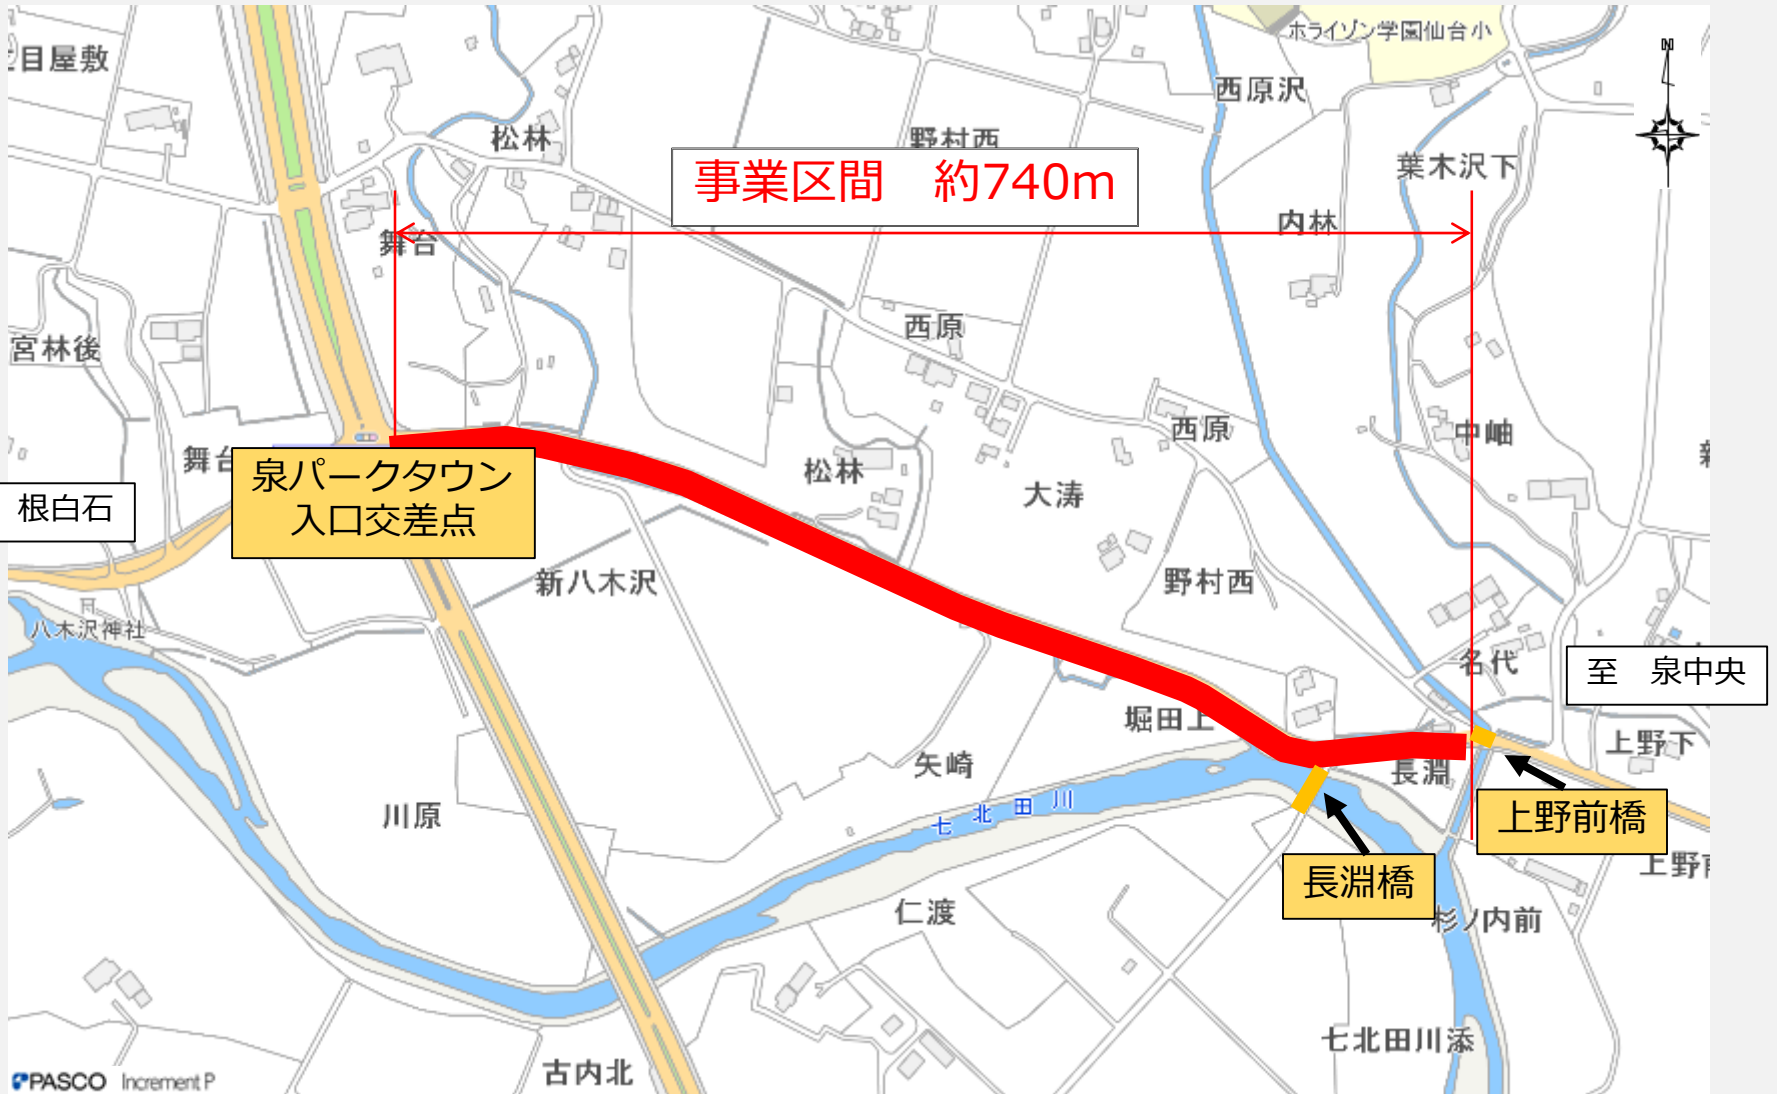 ホライゾン学園仙台小
目屋敷
西原沢
松林
野村西
葉木沢下
事業区間　約740m
内林
舞台
西原
宮林後
西原
中岫
舞台
松林
泉パークタウン
入口交差点
大涛
根白石
新八木沢
野村西
八木沢神社
名代
至　泉中央
堀田上
上野下
矢崎
長淵
七北田川
川原
上野前橋
上野前
長淵橋
仁渡
杉ノ内前
七北田川添
古内北
PASCO Increment P